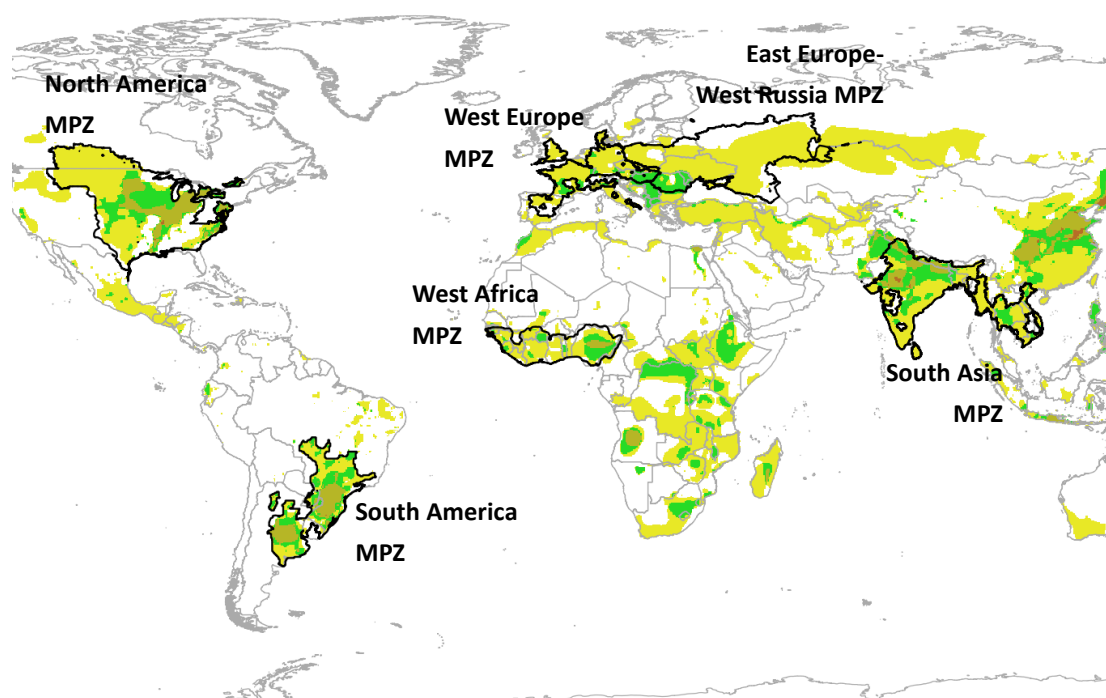 North America
MPZ
West Europe
MPZ
East Europe-
West Russia MPZ
West Africa
MPZ
South Asia
MPZ
South America
MPZ